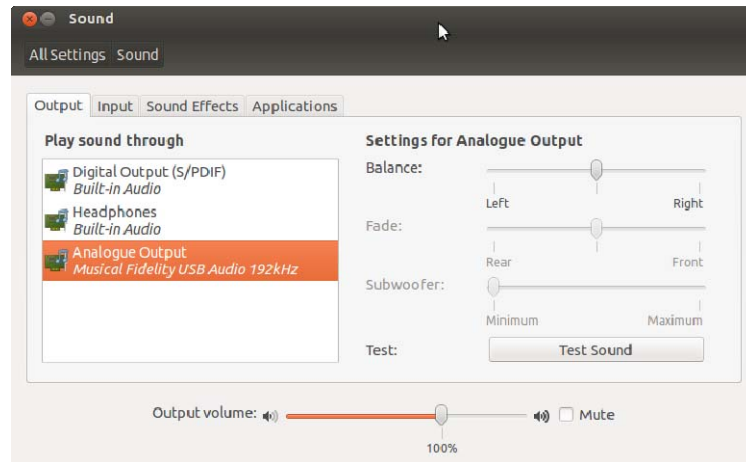 Sound
All Settings Sound
Output Input Sound Effects Applications
Play sound through
Digital Output (S/PDIF)
Built-in Audio
Headphones
Built-in Audio
Analogue Output
Musical Fidelity USB Audio 192kHz
Settings for Analogue Output
Balance:
Left Right
Fade:
Rear Front
Subwoofer:
Minimum Maximum
Test: Test Sound
Output volume: Mute
100%